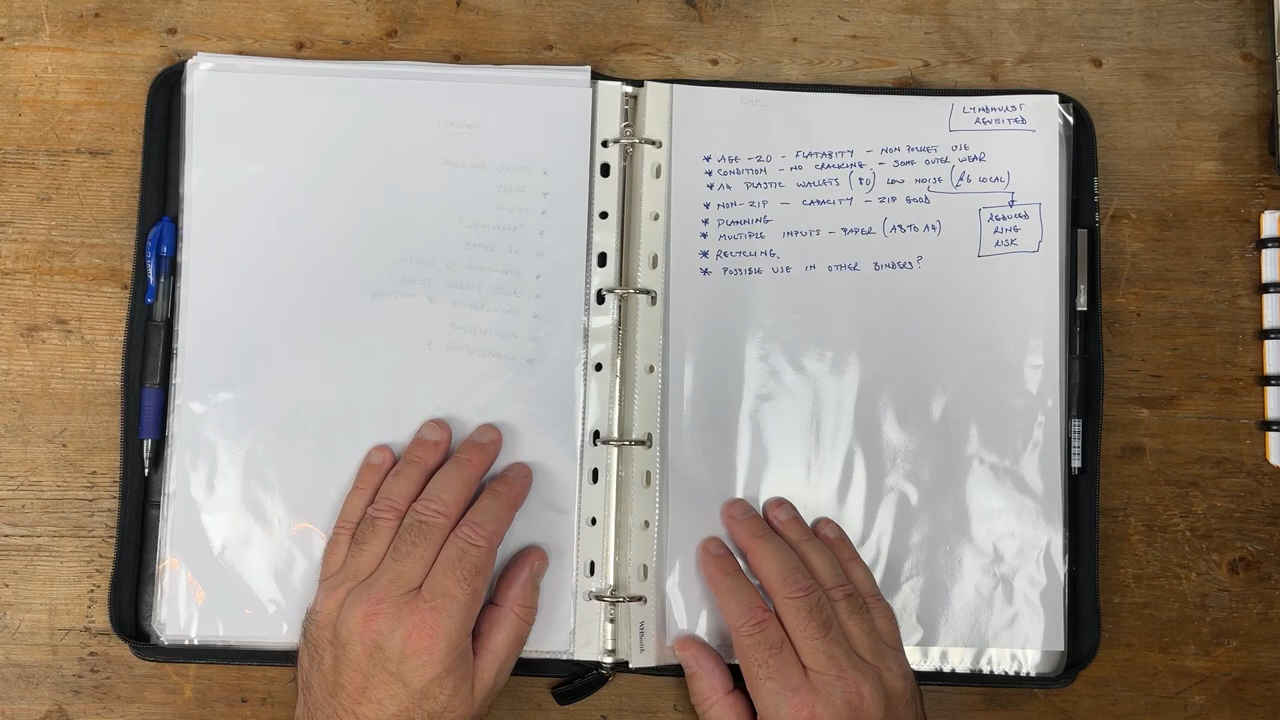 LYNDHURST
REVISITED
* AGE - 20 - FLATABITY - NON POCKET USE
* CONDITION - NO CRACKING - SOME OUTER WEAR
* A4 PLASTIC WALLETS (80) LOW NOISE (£6 LOCAL)
* NON-ZIP - CAPACITY - ZIP GOOD
* PLANNING
* MULTIPLE INPUTS - PAPER (A8 TO A4)
* RECYCLING.
* POSSIBLE USE IN OTHER BINDERS?
REDUCED
RING
RISK
WHSmith